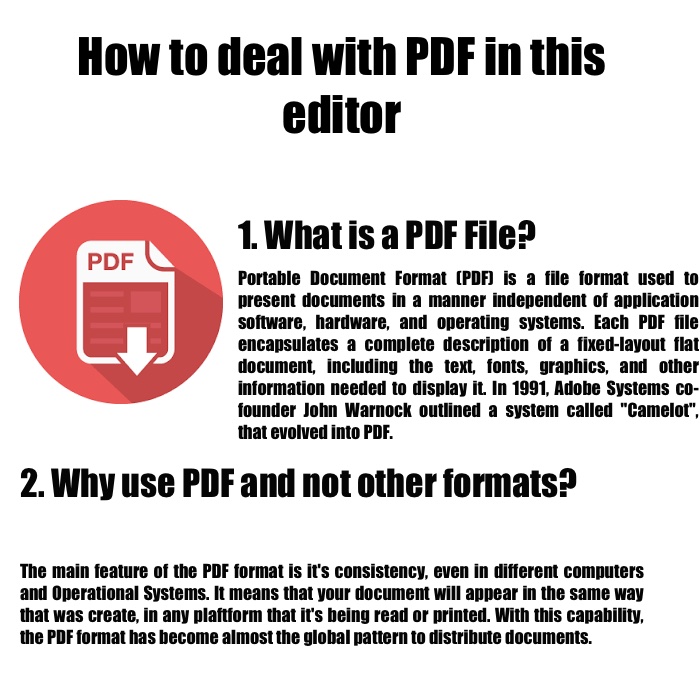 How to deal with PDF in this
editor
PDF
1. What is a PDF File?
Portable Document Format (PDF) is a file format used to
present documents in a manner independent of application
software, hardware, and operating systems. Each PDF file
encapsulates a complete description of a fixed-layout flat
document, including the text, fonts, graphics, and other
information needed to display it. In 1991, Adobe Systems co-
founder John Warnock outlined a system called "Camelot",
that evolved into PDF.
2. Why use PDF and not other formats?
The main feature of the PDF format is it's consistency, even in different computers
and Operational Systems. It means that your document will appear in the same way
that was create, in any plaftform that it's being read or printed. With this capability,
the PDF format has become almost the global pattern to distribute documents.